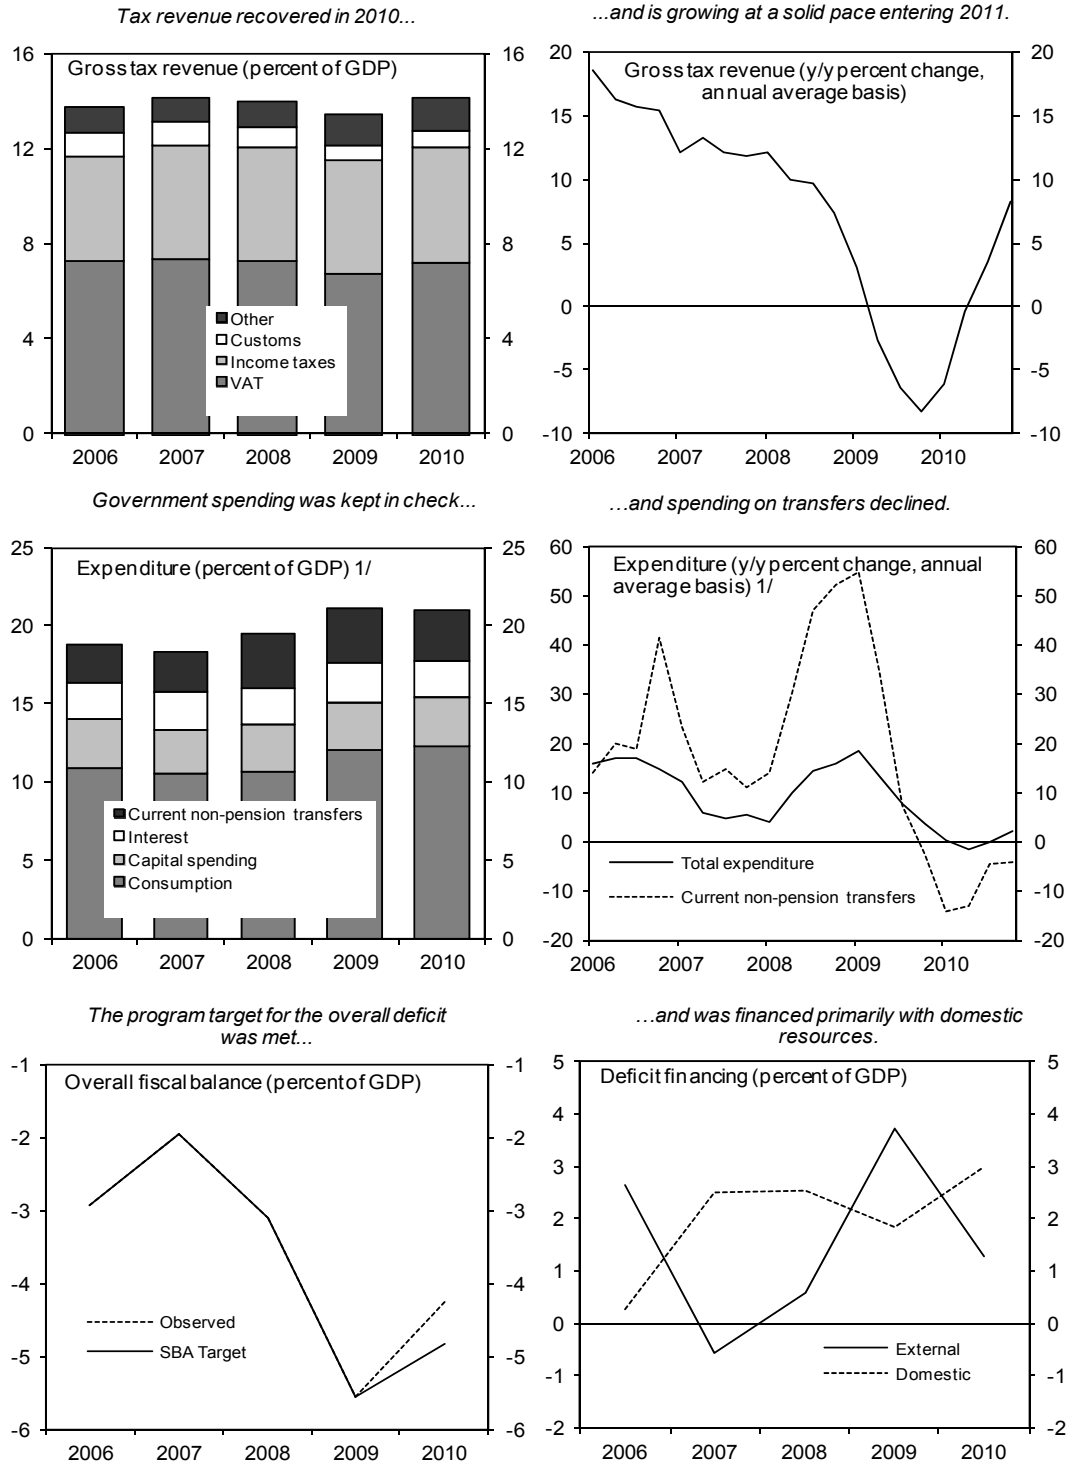 Tax revenue recovered in 2010...
Gross tax revenue (percent of GDP)
16
12
8
4
0
16
12
8
4
0
Other
Customs
Income taxes
VAT
2006 2007 2008 2009 2010
...and is growing at a solid pace entering 2011.
Gross tax revenue (y/y percent change,
annual average basis)
20
15
10
5
0
-5
-10
20
15
10
5
0
-5
-10
2006 2007 2008 2009 2010
Government spending was kept in check...
Expenditure (percent of GDP) 1/
25
20
15
10
5
0
25
20
15
10
5
0
Current non-pension transfers
Interest
Capital spending
Consumption
2006 2007 2008 2009 2010
...and spending on transfers declined.
Expenditure (y/y percent change, annual
average basis) 1/
60
50
40
30
20
10
0
-10
-20
60
50
40
30
20
10
0
-10
-20
Total expenditure
Current non-pension transfers
2006 2007 2008 2009 2010
The program target for the overall deficit
was met...
Overall fiscal balance (percent of GDP)
-1
-2
-3
-4
-5
-6
-1
-2
-3
-4
-5
-6
Observed
SBA Target
2006 2007 2008 2009 2010
...and was financed primarily with domestic
resources.
Deficit financing (percent of GDP)
5
4
3
2
1
0
-1
-2
5
4
3
2
1
0
-1
-2
External
Domestic
2006 2007 2008 2009 2010